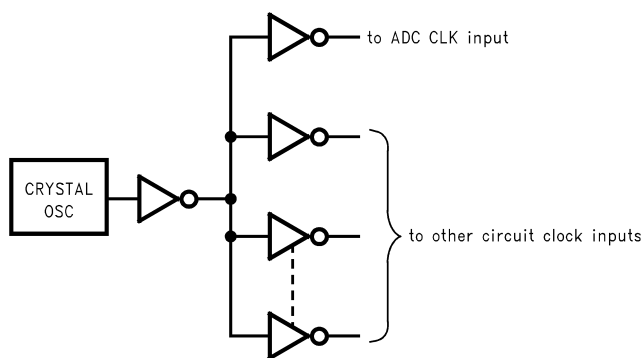 to ADC CLK input
CRYSTAL
OSC
to other circuit clock inputs